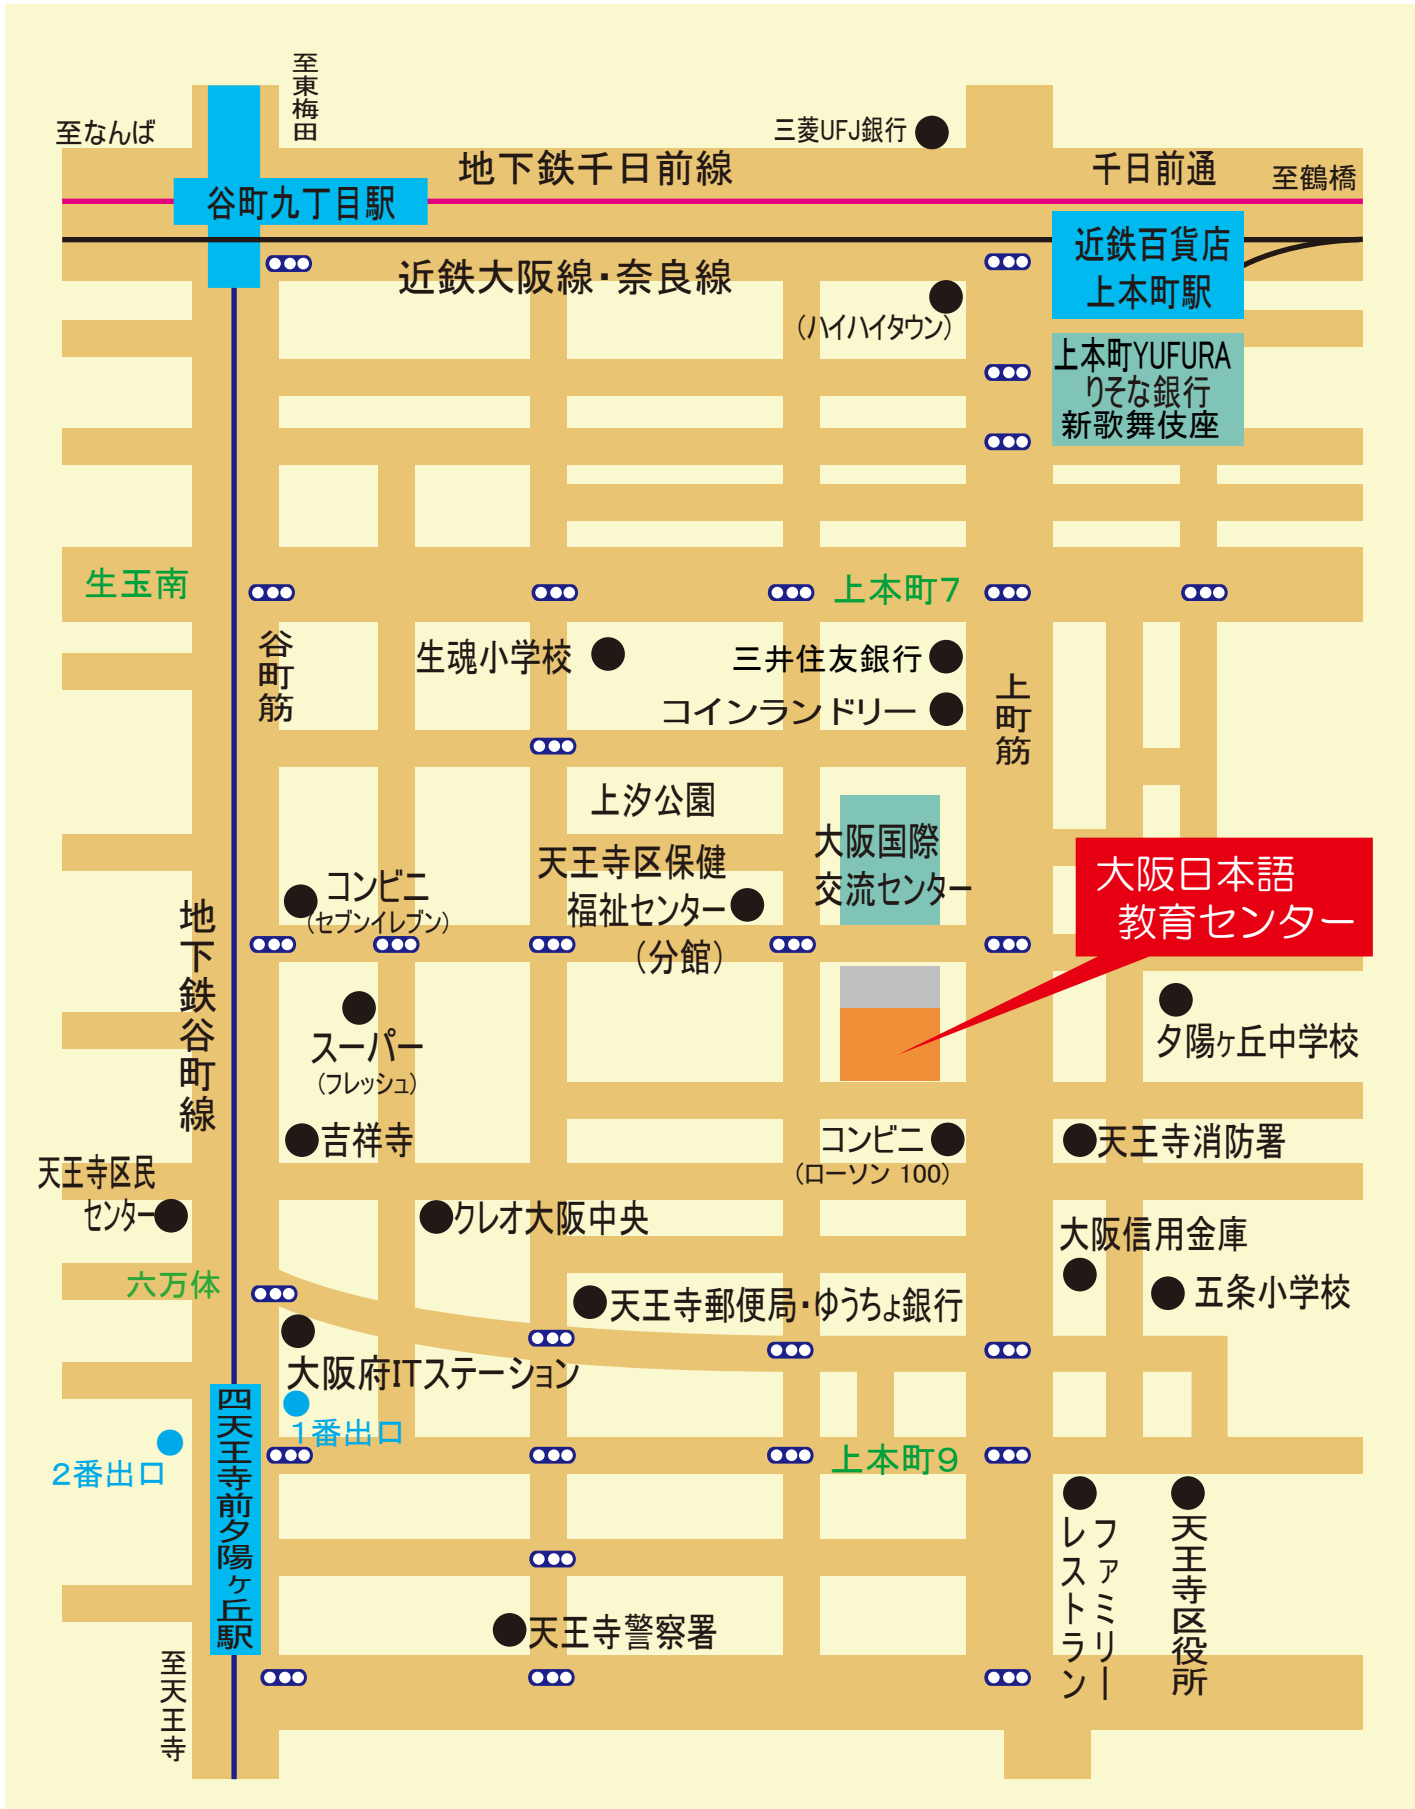 至東梅田
至なんば
三菱UFJ銀行
地下鉄千日前線
千日前通
至鶴橋
谷町九丁目駅
近鉄百貨店
上本町駅
近鉄大阪線・奈良線
（ハイハイタウン）
上本町YUFURA
りそな銀行
新歌舞伎座
生玉南
上本町7
谷町筋
生魂小学校
三井住友銀行
コインランドリー
上町筋
上汐公園
大阪国際
交流センター
天王寺区保健
福祉センター
（分館）
大阪日本語
教育センター
コンビニ
（セブンイレブン）
地下鉄谷町線
スーパー
（フレッシュ）
夕陽ヶ丘中学校
吉祥寺
コンビニ
（ローソン 100）
天王寺消防署
天王寺区民
センター
クレオ大阪中央
大阪信用金庫
六万体
天王寺郵便局・ゆうちょ銀行
五条小学校
大阪府ITステーション
1番出口
2番出口
四天王寺前夕陽ヶ丘駅
上本町9
ファミリー
レストラン
天王寺区役所
天王寺警察署
至天王寺